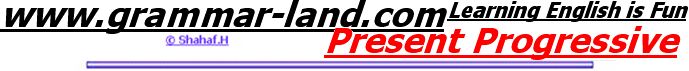 www.grammar-land.com
Learning English is Fun
© Shahaf.H
Present Progressive